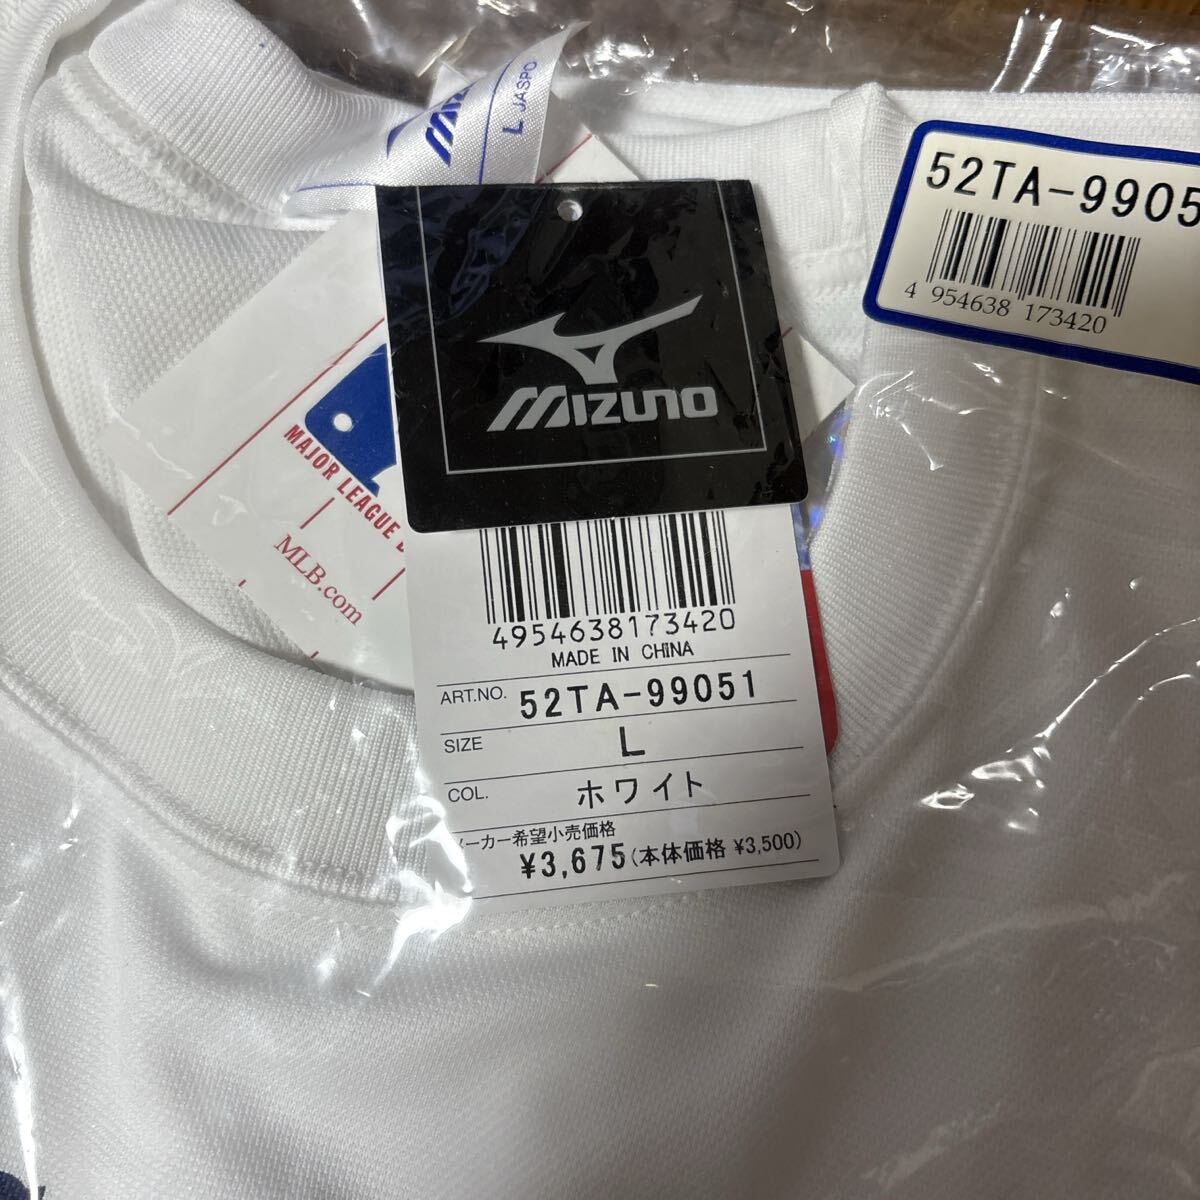 L JASPO
52TA-9905
4 954638 173420
MIZUNO
MAJOR LEAGUE
MLB.com
4954638173420
MADE IN CHINA
ART.NO. 52TA-99051
SIZE L
COL. ホワイト
ーカー希望小売価格
¥3,675(本体価格 ¥3,500)